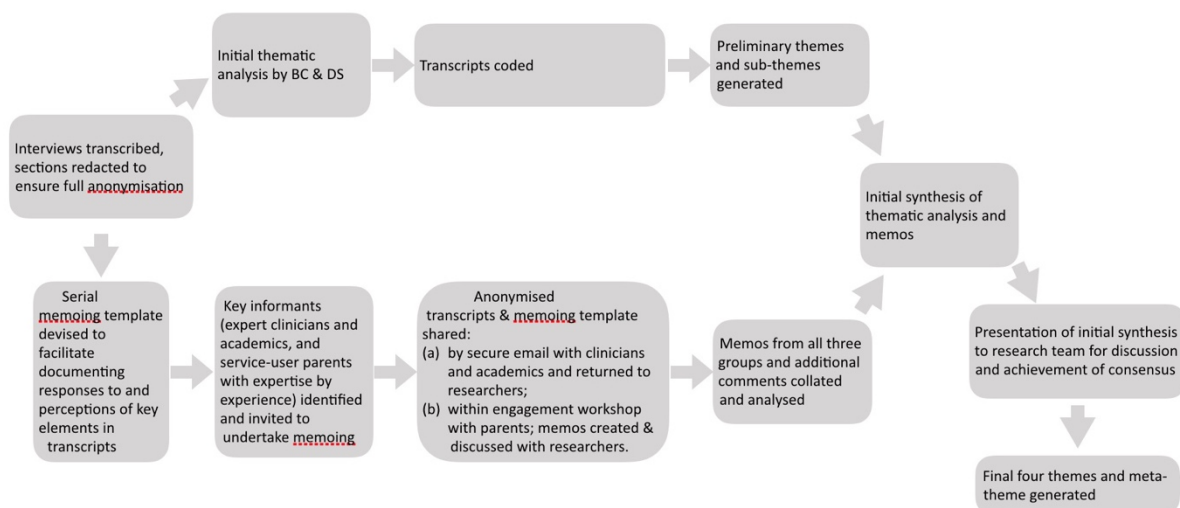 Initial thematic
analysis by BC & DS
Transcripts coded
Preliminary themes
and sub-themes
generated
Interviews transcribed,
sections redacted to
ensure full anonymisation
Initial synthesis of
thematic analysis and
memos
Serial
memoing template
devised to
facilitate
documenting
responses to and
perceptions of key
elements in
transcripts
Key informants
(expert clinicians and
academics, and
service-user parents
with expertise by
experience) identified
and invited to
undertake memoing
Anonymised
transcripts & memoing template
shared:
(a) by secure email with clinicians
and academics and returned to
researchers;
(b) within engagement workshop
with parents; memos created &
discussed with researchers.
Memos from all three
groups and additional
comments collated
and analysed
Presentation of initial synthesis
to research team for discussion
and achievement of consensus
Final four themes and meta-
theme generated